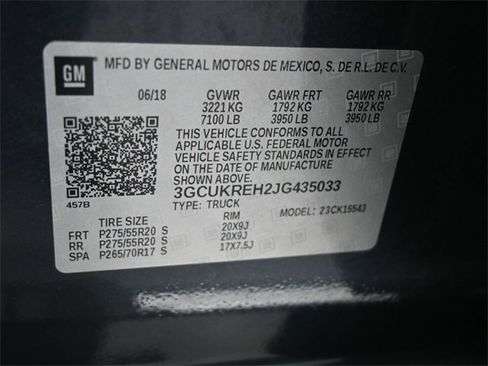 GM
MFD BY GENERAL MOTORS DE MEXICO, S. DE R.L. DE C.V.
06/18 GVWR GAWR FRT GAWR RR
3221 KG 1792 KG 1792 KG
7100 LB 3950 LB 3950 LB
THIS VEHICLE CONFORMS TO ALL
APPLICABLE U.S. FEDERAL MOTOR
VEHICLE SAFETY STANDARDS IN EFFECT
ON THE DATE OF MANUFACTURE
SHOWN ABOVE.
457B
3GCUKREH2JG435033
TYPE: TRUCK MODEL: 23CK15543
TIRE SIZE RIM
FRT P275/55R20 S 20X9J
RR P275/55R20 S 20X9J
SPA P265/70R17 S 17X7.5J